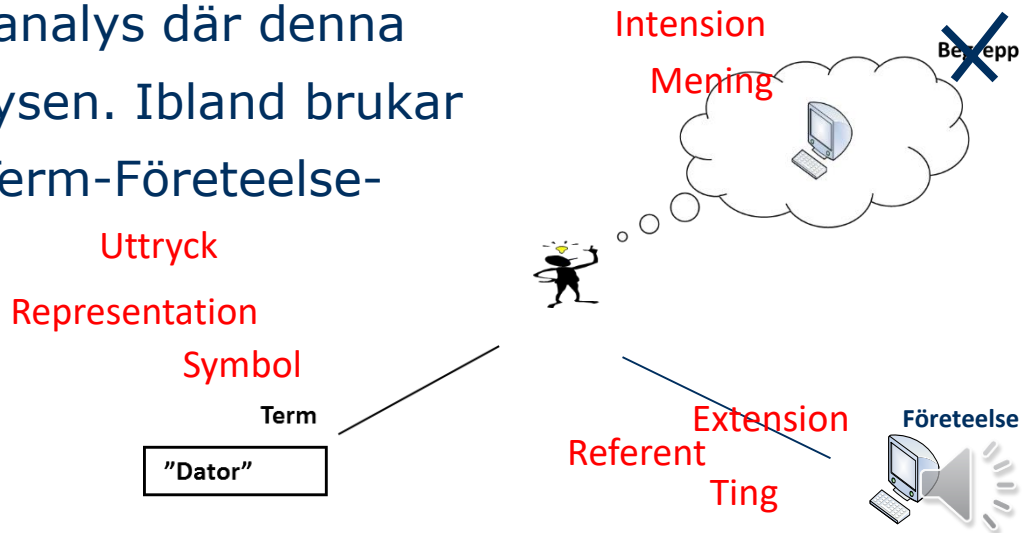 analys där denna
ysen. Ibland brukar
Term-Företeelse-
Intension
Begrepp
Mening
Uttryck
Representation
Symbol
Term
”Dator”
Extension
Företeelse
Referent
Ting